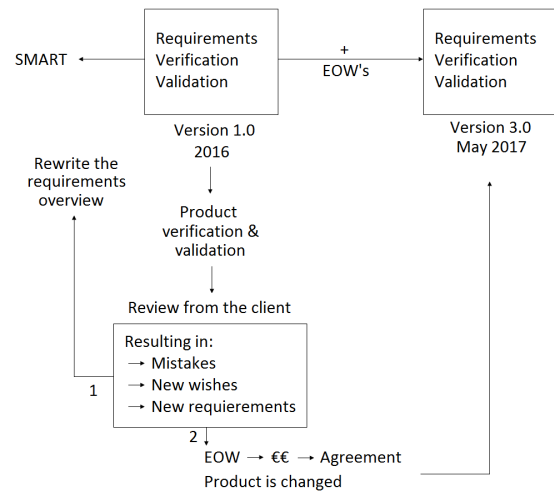 Requirements
Verification
Validation
SMART
+
EOW's
Requirements
Verification
Validation
Version 1.0
2016
Version 3.0
May 2017
Rewrite the
requirements
overview
Product
verification &
validation
Review from the client
Resulting in:
→ Mistakes
→ New wishes
→ New requierements
1
2
EOW → €€ → Agreement
Product is changed